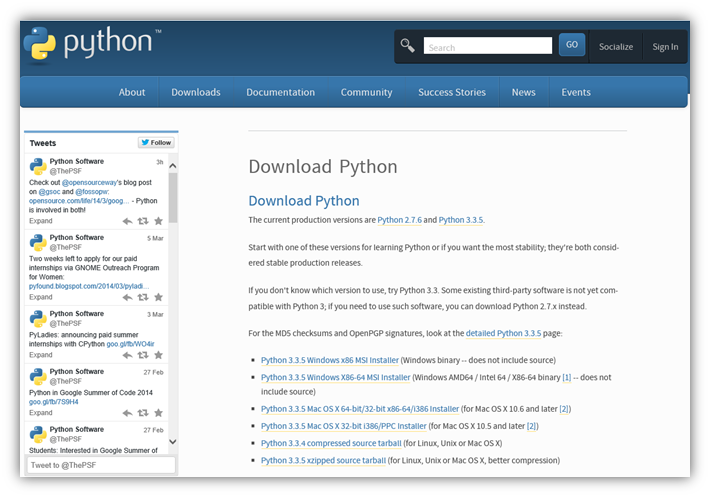 python™
Search
GO
Socialize
Sign In
About
Downloads
Documentation
Community
Success Stories
News
Events
Tweets
Follow
Python Software
3h
@ThePSF
Check out @opensourceway's blog post
on @gsoc and @fossopw:
opensource.com/life/14/3/goog… - Python
is involved in both!
Expand
Python Software
5 Mar
@ThePSF
Two weeks left to apply for our paid
internships via GNOME Outreach Program
for Women:
pyfound.blogspot.com/2014/03/pyladi…
Expand
Python Software
3 Mar
@ThePSF
PyLadies: announcing paid summer
internships with CPython goo.gl/fb/WO4ir
Expand
Python Software
27 Feb
@ThePSF
Python in Google Summer of Code 2014
goo.gl/fb/7S9H4
Expand
Python Software
27 Feb
@ThePSF
Students: Interested in Google Summer of
Tweet to @ThePSF
Download Python
Download Python
The current production versions are Python 2.7.6 and Python 3.3.5.
Start with one of these versions for learning Python or if you want the most stability; they're both consid-
ered stable production releases.
If you don't know which version to use, try Python 3.3. Some existing third-party software is not yet com-
patible with Python 3; if you need to use such software, you can download Python 2.7.x instead.
For the MD5 checksums and OpenPGP signatures, look at the detailed Python 3.3.5 page:
Python 3.3.5 Windows x86 MSI Installer (Windows binary -- does not include source)
Python 3.3.5 Windows X86-64 MSI Installer (Windows AMD64 / Intel 64 / X86-64 binary [1] -- does not
include source)
Python 3.3.5 Mac OS X 64-bit/32-bit x86-64/i386 Installer (for Mac OS X 10.6 and later [2])
Python 3.3.5 Mac OS X 32-bit i386/PPC Installer (for Mac OS X 10.5 and later [2])
Python 3.3.4 compressed source tarball (for Linux, Unix or Mac OS X)
Python 3.3.5 xzipped source tarball (for Linux, Unix or Mac OS X, better compression)